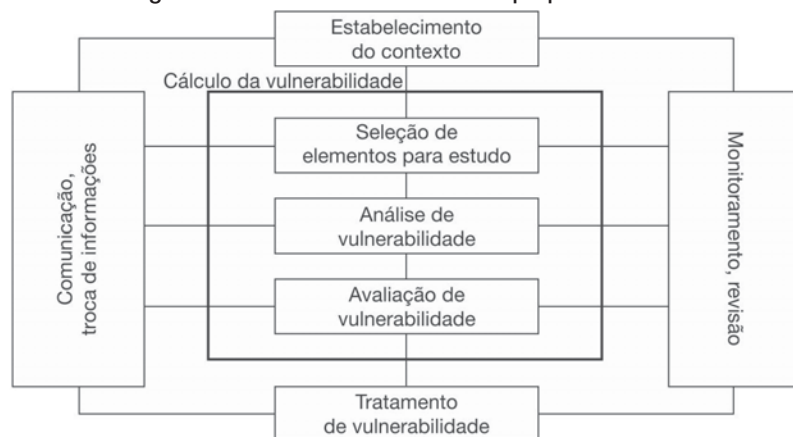 Estabelecimento
do contexto
Cálculo da vulnerabilidade
Seleção de
elementos para estudo
Análise de
vulnerabilidade
Avaliação de
vulnerabilidade
Tratamento
de vulnerabilidade
Comunicação,
troca de informações
Monitoramento, revisão